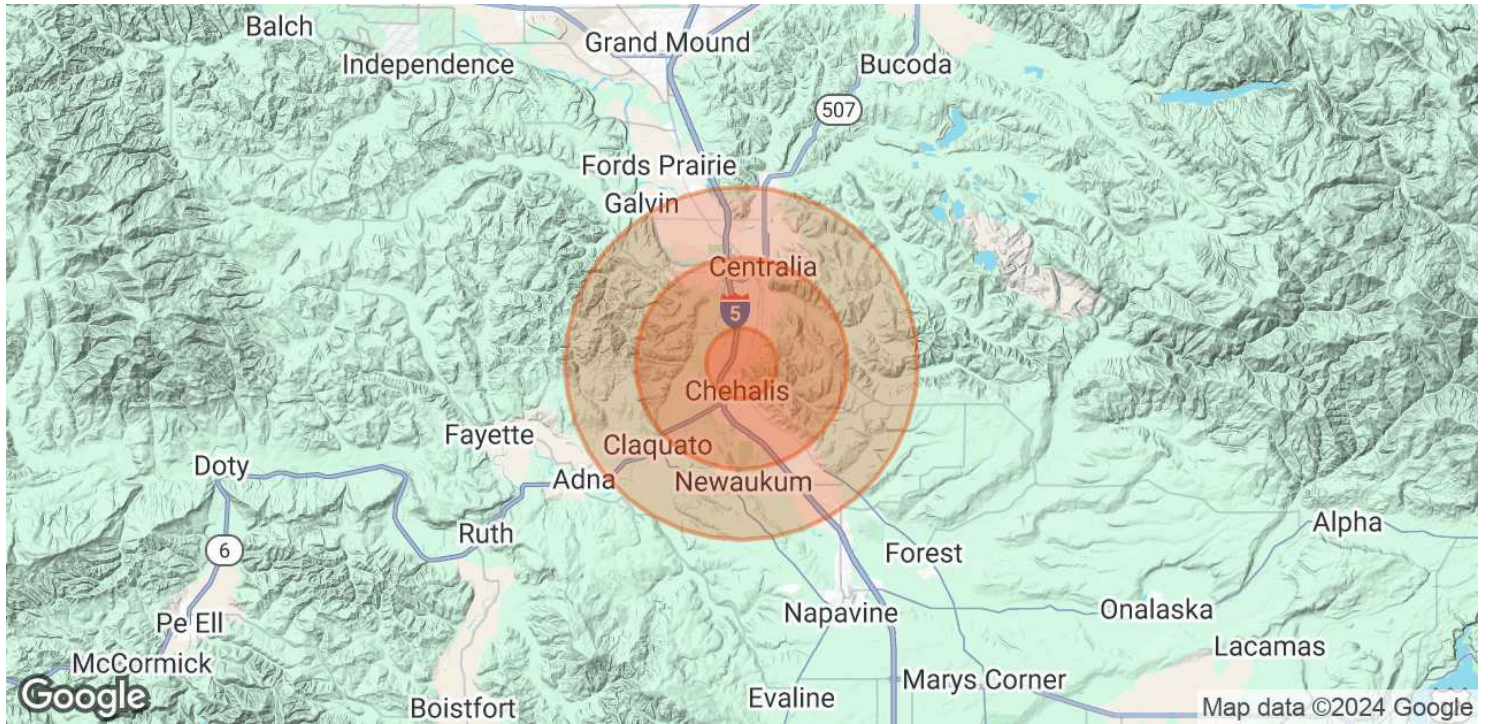 Balch
Grand Mound
Independence
Bucoda
507
Fords Prairie
Galvin
Centralia
5
Chehalis
Fayette
Claquato
Doty
Adna
Newaukum
Ruth
Alpha
6
Forest
Napavine
Onalaska
Pe Ell
Lacamas
McCormick
Marys Corner
Evaline
Boistfort
Google
Map data ©2024 Google